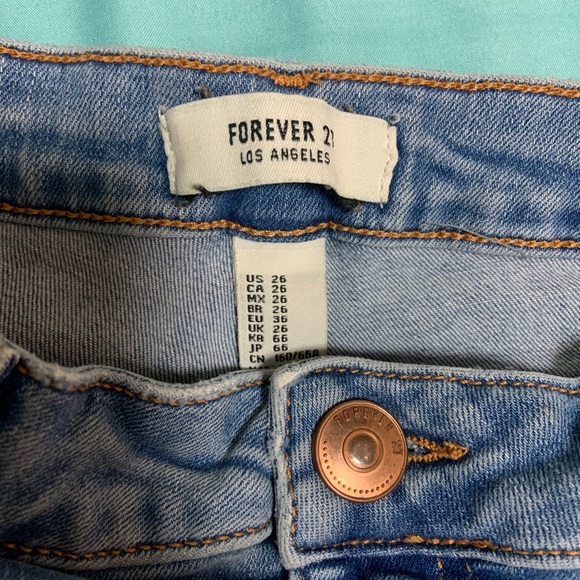 FOREVER 21
LOS ANGELES
US 26
CA 26
MX 26
BR 26
EU 36
UK 26
KR 66
JP 66
CN 160/66A
FOREVER 21